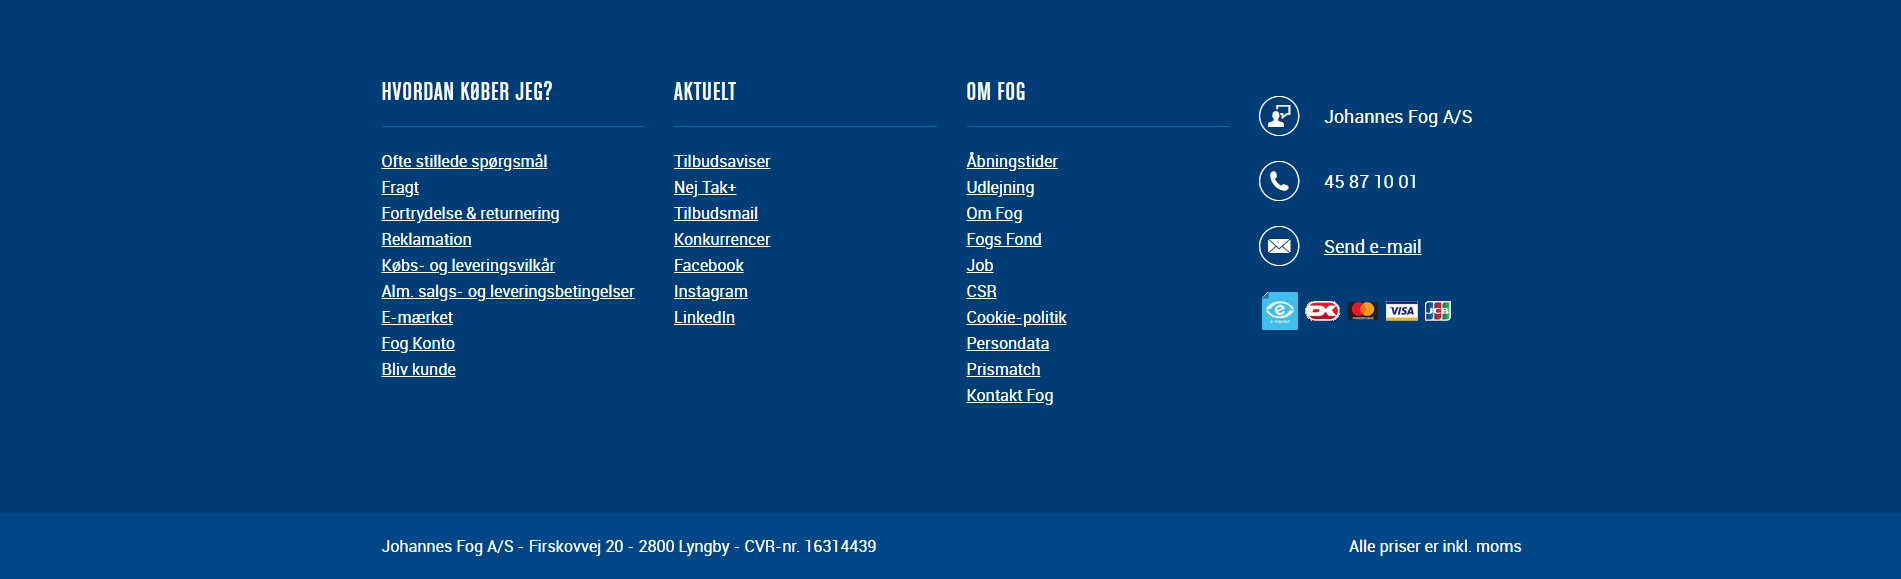 HVORDAN KØBER JEG?
Ofte stillede spørgsmål
Fragt
Fortrydelse & returnering
Reklamation
Købs- og leveringsvilkår
Alm. salgs- og leveringsbetingelser
E-mærket
Fog Konto
Bliv kunde
AKTUELT
Tilbudsaviser
Nej Tak+
Tilbudsmail
Konkurrencer
Facebook
Instagram
LinkedIn
OM FOG
Åbningstider
Udlejning
Om Fog
Fogs Fond
Job
CSR
Cookie-politik
Persondata
Prismatch
Kontakt Fog
Johannes Fog A/S
45 87 10 01
Send e-mail
VISA JCB
Johannes Fog A/S - Firskovvej 20 - 2800 Lyngby - CVR-nr. 16314439
Alle priser er inkl. moms